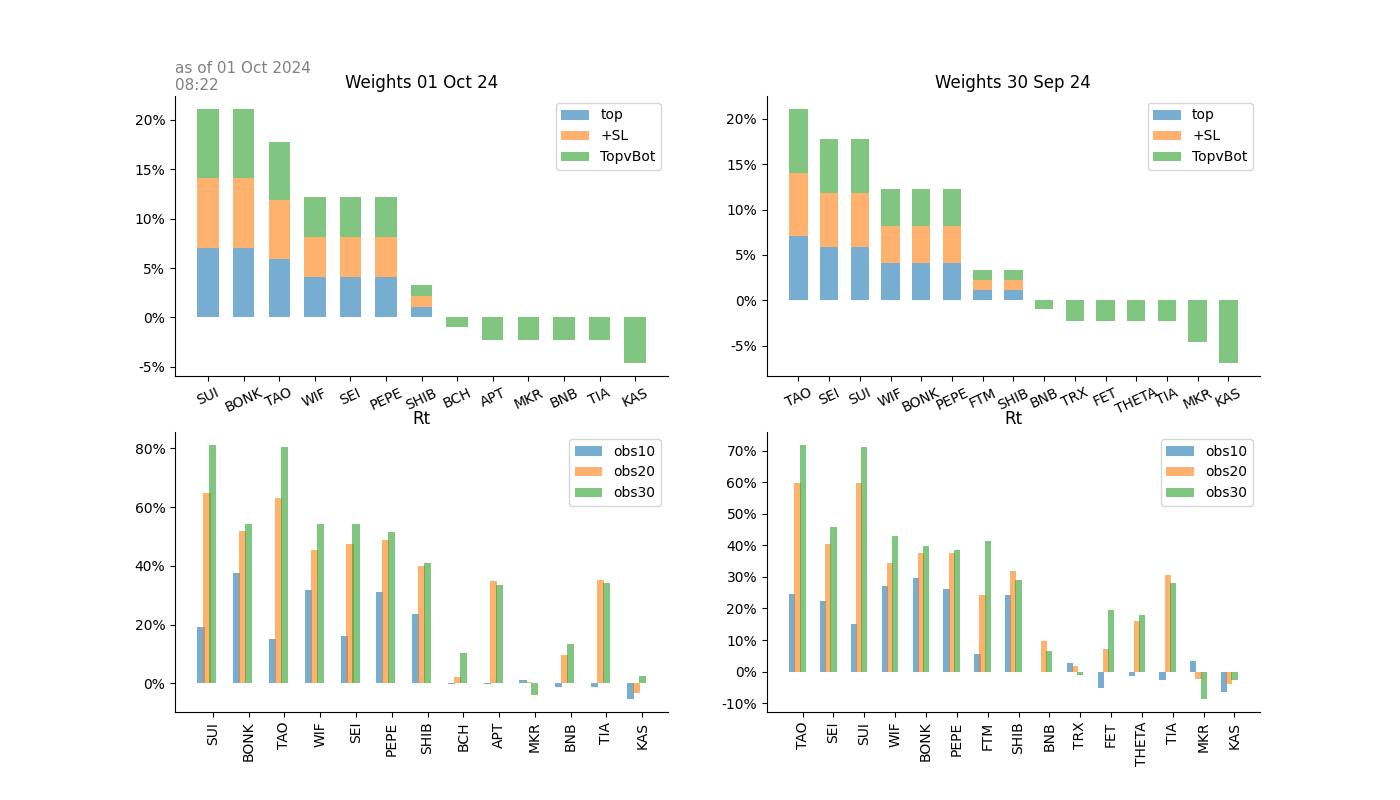 as of 01 Oct 2024
08:22
Weights 01 Oct 24
20%
15%
10%
5%
0%
-5%
top
+SL
TopvBot
SUI BONK TAO WIF SEI PEPE SHIB BCH APT MKR BNB TIA KAS
Weights 30 Sep 24
20%
15%
10%
5%
0%
-5%
top
+SL
TopvBot
TAO SEI SUI WIF BONK PEPE FTM SHIB BNB TRX FET THETA TIA MKR KAS
Rt
80%
60%
40%
20%
0%
obs10
obs20
obs30
SUI BONK TAO WIF SEI PEPE SHIB BCH APT MKR BNB TIA KAS
Rt
70%
60%
50%
40%
30%
20%
10%
0%
-10%
obs10
obs20
obs30
TAO SEI SUI WIF BONK PEPE FTM SHIB BNB TRX FET THETA TIA MKR KAS